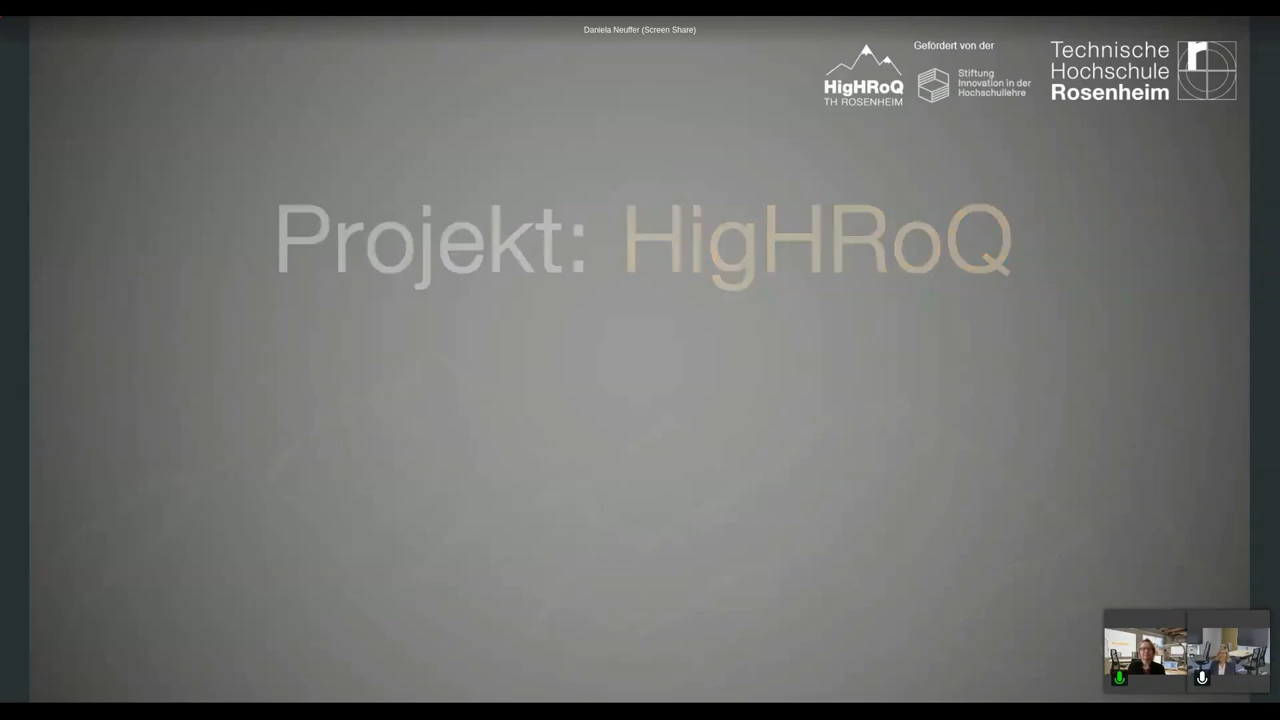 Daniela Neuffer (Screen Share)
Gefördert von der
HigHRoQ
TH ROSENHEIM
Stiftung
Innovation in der
Hochschullehre
Technische
Hochschule
Rosenheim
Projekt: HigHRoQ